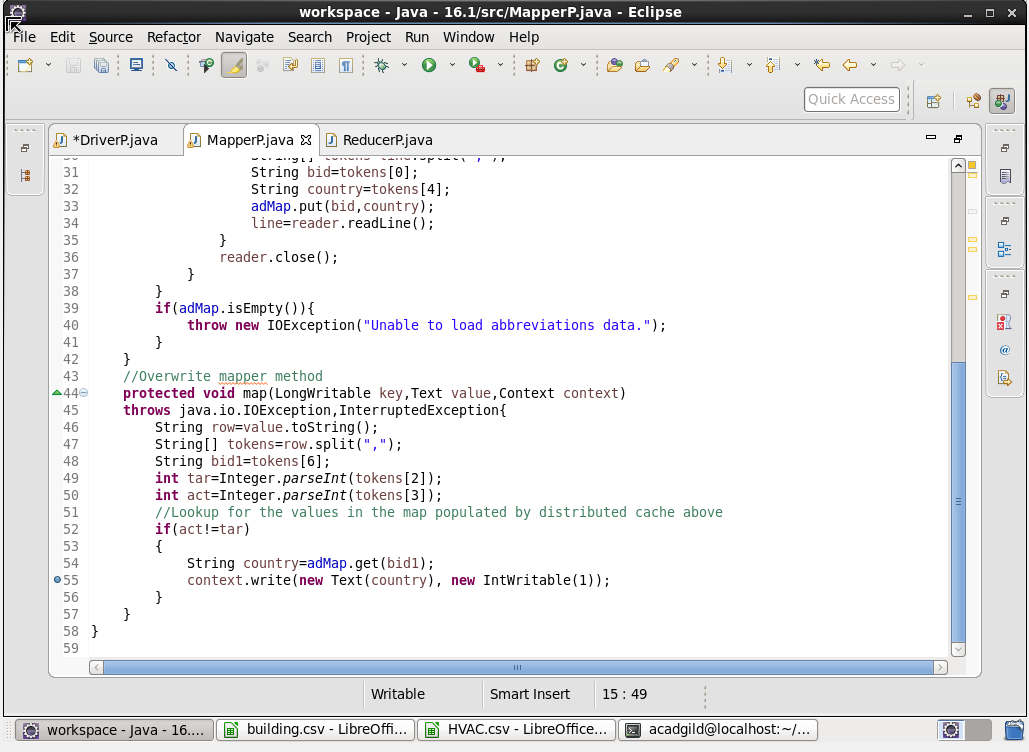 workspace - Java - 16.1/src/MapperP.java - Eclipse
File Edit Source Refactor Navigate Search Project Run Window Help
Quick Access
*DriverP.java MapperP.java ReducerP.java
30 String[] tokens=line.split(",");
31 String bid=tokens[0];
32 String country=tokens[4];
33 adMap.put(bid,country);
34 line=reader.readLine();
35 }
36 reader.close();
37 }
38 }
39 if(adMap.isEmpty()){
40 throw new IOException("Unable to load abbreviations data.");
41 }
42 }
43 //Overwrite mapper method
44 protected void map(LongWritable key,Text value,Context context)
45 throws java.io.IOException,InterruptedException{
46 String row=value.toString();
47 String[] tokens=row.split(",");
48 String bid1=tokens[6];
49 int tar=Integer.parseInt(tokens[2]);
50 int act=Integer.parseInt(tokens[3]);
51 //Lookup for the values in the map populated by distributed cache above
52 if(act!=tar)
53 {
54 String country=adMap.get(bid1);
55 context.write(new Text(country), new IntWritable(1));
56 }
57 }
58 }
59
Writable Smart Insert 15 : 49
workspace - Java - 16.... building.csv - LibreOffi... HVAC.csv - LibreOffice... acadgild@localhost:~/...